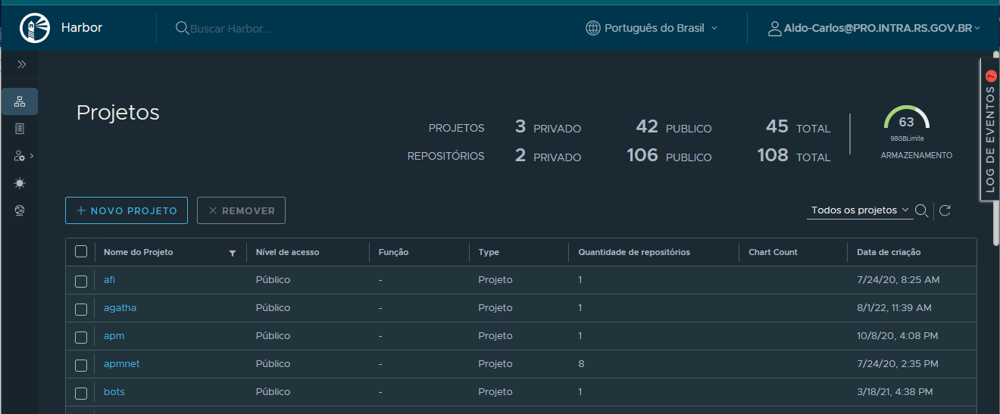 Harbor
Buscar Harbor...
Português do Brasil
Aldo-Carlos@PRO.INTRA.RS.GOV.BR
LOG DE EVENTOS 7
Projetos
PROJETOS 3 PRIVADO 42 PUBLICO 45 TOTAL
REPOSITÓRIOS 2 PRIVADO 106 PUBLICO 108 TOTAL
63
98GBLimite
ARMAZENAMENTO
+ NOVO PROJETO
× REMOVER
Todos os projetos
Nome do Projeto Nível de acesso Função Type Quantidade de repositórios Chart Count Data de criação
afi Público - Projeto 1 7/24/20, 8:25 AM
agatha Público - Projeto 1 8/1/22, 11:39 AM
apm Público - Projeto 1 10/8/20, 4:08 PM
apmnet Público - Projeto 8 7/24/20, 2:35 PM
bots Público - Projeto 1 3/18/21, 4:38 PM